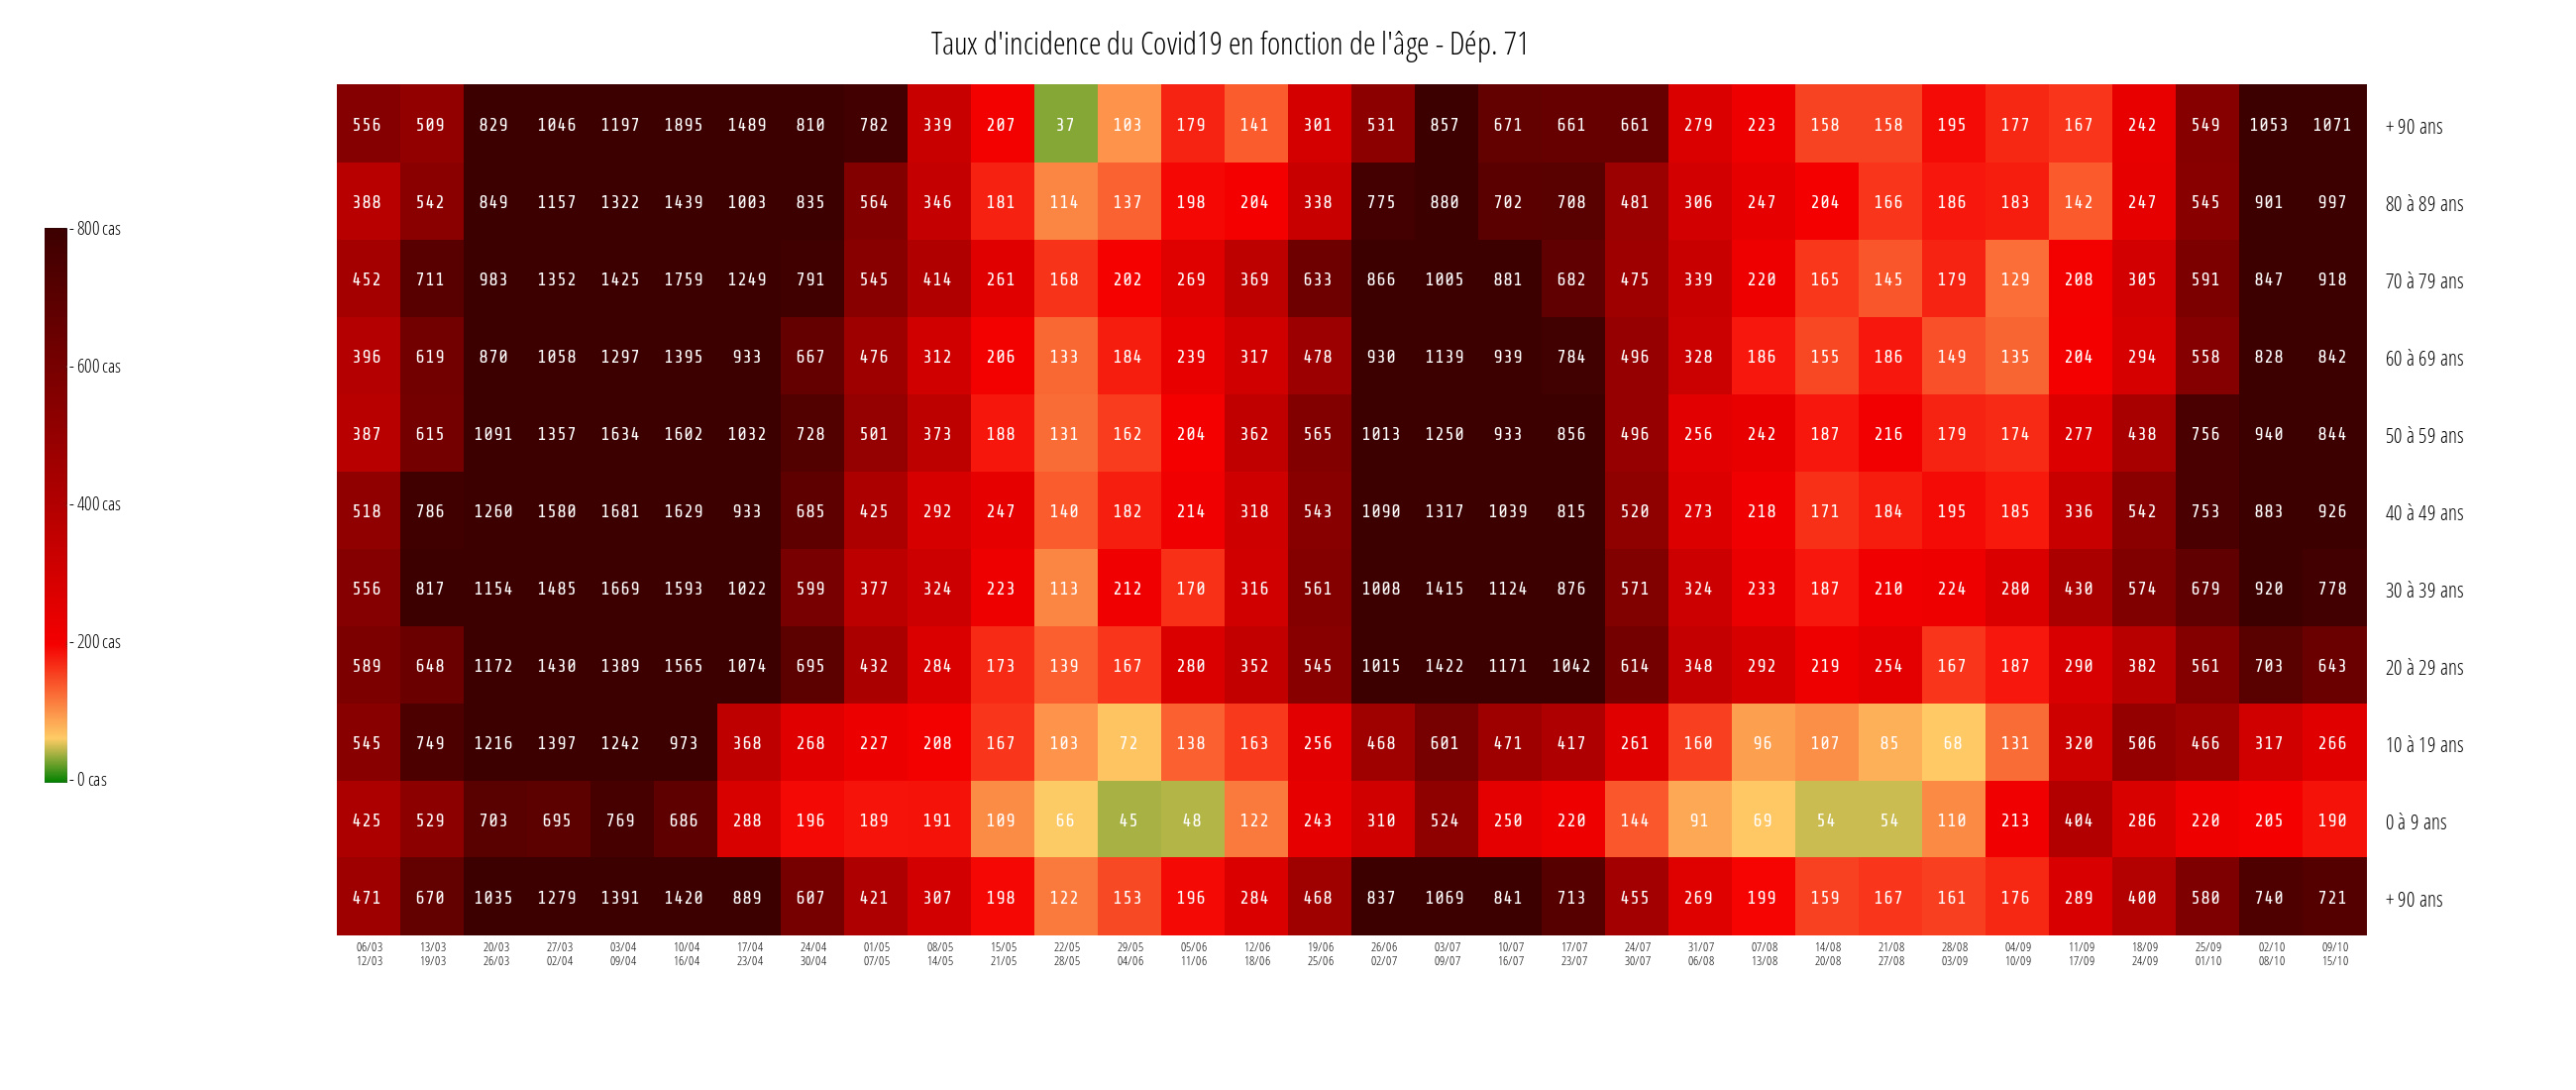 Taux d'incidence du Covid19 en fonction de l'âge - Dép. 71
- 800 cas
- 600 cas
- 400 cas
- 200 cas
- 0 cas
556 509 829 1046 1197 1895 1489 810 782 339 207 37 103 179 141 301 531 857 671 661 661 279 223 158 158 195 177 167 242 549 1053 1071 + 90 ans
388 542 849 1157 1322 1439 1003 835 564 346 181 114 137 198 204 338 775 880 702 708 481 306 247 204 166 186 183 142 247 545 901 997 80 à 89 ans
452 711 983 1352 1425 1759 1249 791 545 414 261 168 202 269 369 633 866 1005 881 682 475 339 220 165 145 179 129 208 305 591 847 918 70 à 79 ans
396 619 870 1058 1297 1395 933 667 476 312 206 133 184 239 317 478 930 1139 939 784 496 328 186 155 186 149 135 204 294 558 828 842 60 à 69 ans
387 615 1091 1357 1634 1602 1032 728 501 373 188 131 162 204 362 565 1013 1250 933 856 496 256 242 187 216 179 174 277 438 756 940 844 50 à 59 ans
518 786 1260 1580 1681 1629 933 685 425 292 247 140 182 214 318 543 1090 1317 1039 815 520 273 218 171 184 195 185 336 542 753 883 926 40 à 49 ans
556 817 1154 1485 1669 1593 1022 599 377 324 223 113 212 170 316 561 1008 1415 1124 876 571 324 233 187 210 224 280 430 574 679 920 778 30 à 39 ans
589 648 1172 1430 1389 1565 1074 695 432 284 173 139 167 280 352 545 1015 1422 1171 1042 614 348 292 219 254 167 187 290 382 561 703 643 20 à 29 ans
545 749 1216 1397 1242 973 368 268 227 208 167 103 72 138 163 256 468 601 471 417 261 160 96 107 85 68 131 320 506 466 317 266 10 à 19 ans
425 529 703 695 769 686 288 196 189 191 109 66 45 48 122 243 310 524 250 220 144 91 69 54 54 110 213 404 286 220 205 190 0 à 9 ans
471 670 1035 1279 1391 1420 889 607 421 307 198 122 153 196 284 468 837 1069 841 713 455 269 199 159 167 161 176 289 400 580 740 721 + 90 ans
06/03 13/03 20/03 27/03 03/04 10/04 17/04 24/04 01/05 08/05 15/05 22/05 29/05 05/06 12/06 19/06 26/06 03/07 10/07 17/07 24/07 31/07 07/08 14/08 21/08 28/08 04/09 11/09 18/09 25/09 02/10 09/10
12/03 19/03 26/03 02/04 09/04 16/04 23/04 30/04 07/05 14/05 21/05 28/05 04/06 11/06 18/06 25/06 02/07 09/07 16/07 23/07 30/07 06/08 13/08 20/08 27/08 03/09 10/09 17/09 24/09 01/10 08/10 15/10